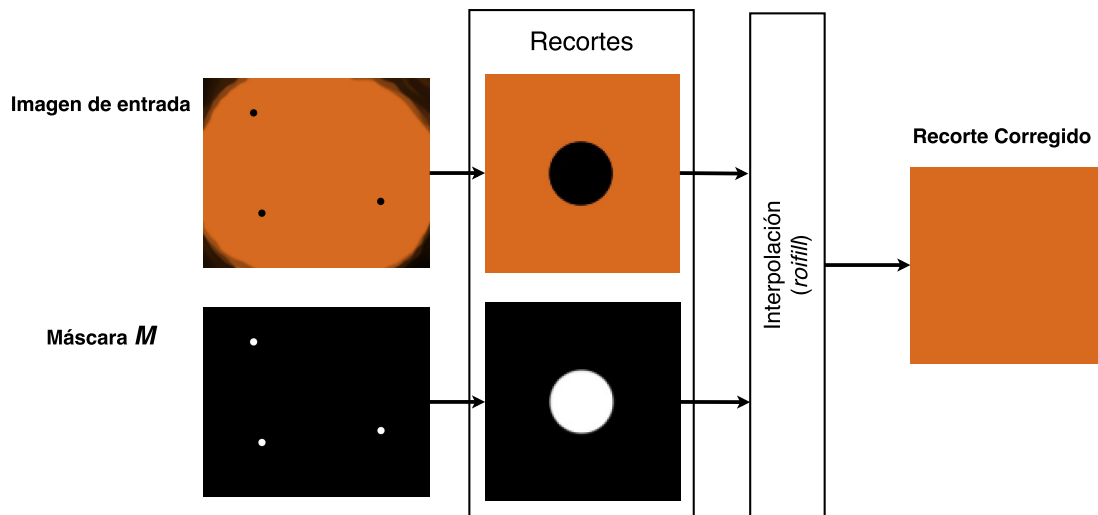 Recortes
Imagen de entrada
Recorte Corregido
Interpolación
(roifill)
Máscara M